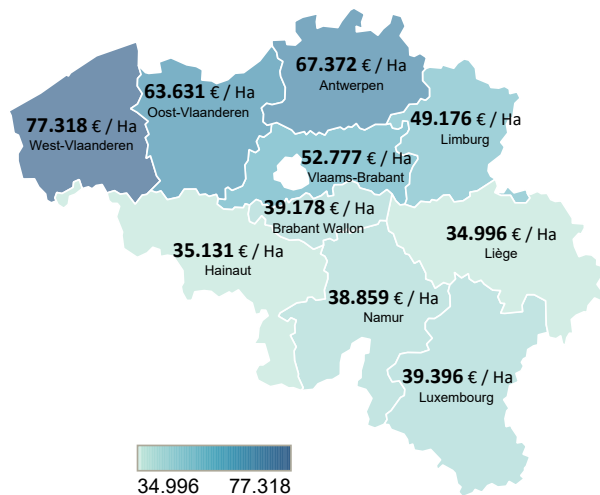 67.372 € / Ha
Antwerpen
63.631 € / Ha
Oost-Vlaanderen
77.318 € / Ha
West-Vlaanderen
49.176 € / Ha
Limburg
52.777 € / Ha
Vlaams-Brabant
39.178 € / Ha
Brabant Wallon
35.131 € / Ha
Hainaut
34.996 € / Ha
Liège
38.859 € / Ha
Namur
39.396 € / Ha
Luxembourg
34.996 77.318